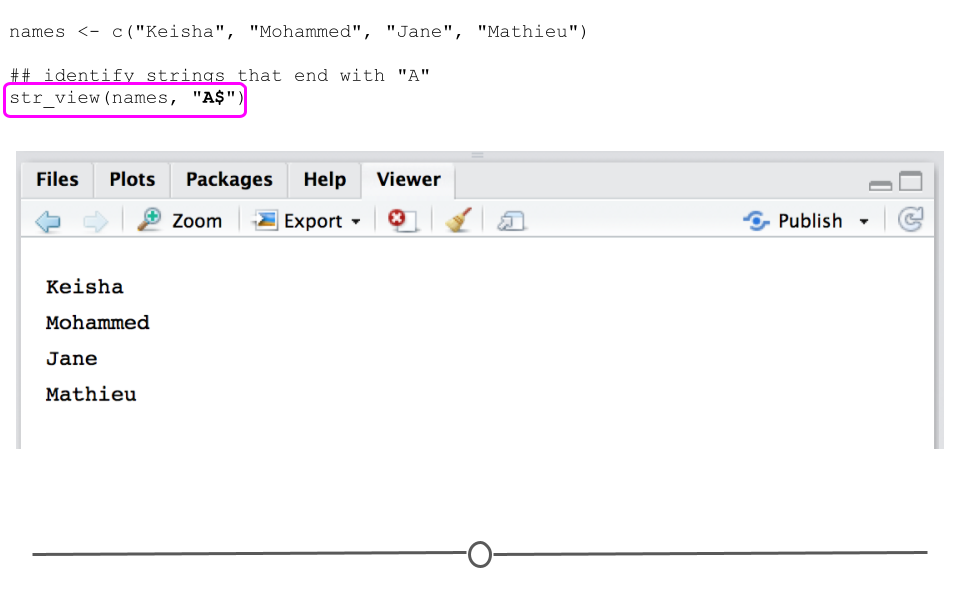 names <- c("Keisha", "Mohammed", "Jane", "Mathieu")
## identify strings that end with "A"
str_view(names, "A$")
Files Plots Packages Help Viewer
Zoom Export Publish
Keisha
Mohammed
Jane
Mathieu